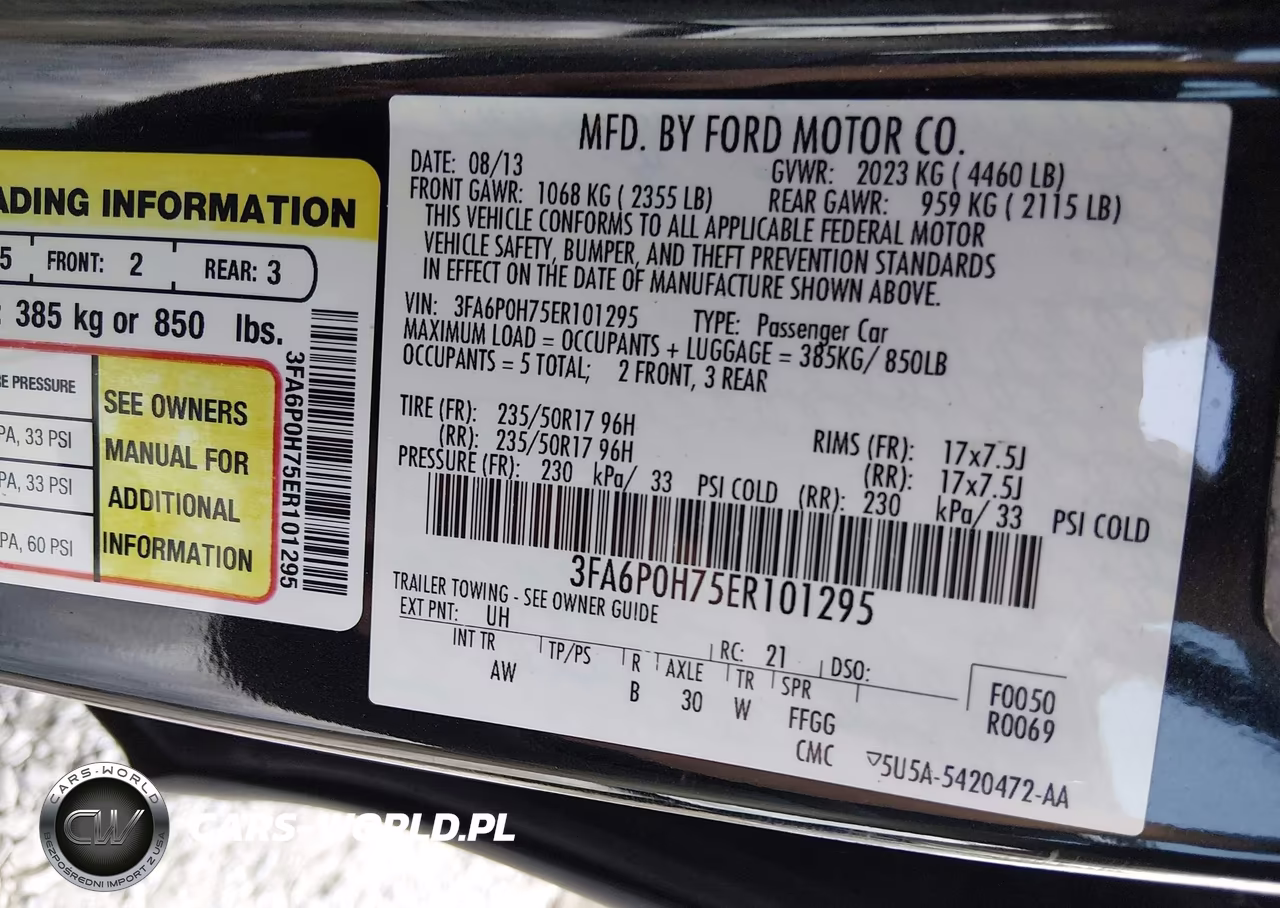 ADING INFORMATION
5 FRONT: 2 REAR: 3
: 385 kg or 850 lbs.
E PRESSURE
PA, 33 PSI
PA, 33 PSI
PA, 60 PSI
SEE OWNERS
MANUAL FOR
ADDITIONAL
INFORMATION
3FA6P0H75ER101295
MFD. BY FORD MOTOR CO.
DATE: 08/13 GVWR: 2023 KG ( 4460 LB)
FRONT GAWR: 1068 KG ( 2355 LB) REAR GAWR: 959 KG ( 2115 LB)
THIS VEHICLE CONFORMS TO ALL APPLICABLE FEDERAL MOTOR
VEHICLE SAFETY, BUMPER, AND THEFT PREVENTION STANDARDS
IN EFFECT ON THE DATE OF MANUFACTURE SHOWN ABOVE.
VIN: 3FA6P0H75ER101295 TYPE: Passenger Car
MAXIMUM LOAD = OCCUPANTS + LUGGAGE = 385KG/ 850LB
OCCUPANTS = 5 TOTAL; 2 FRONT, 3 REAR
TIRE (FR): 235/50R17 96H RIMS (FR): 17x7.5J
(RR): 235/50R17 96H (RR): 17x7.5J
PRESSURE (FR): 230 kPa/ 33 PSI COLD (RR): 230 kPa/ 33 PSI COLD
3FA6P0H75ER101295
TRAILER TOWING - SEE OWNER GUIDE
EXT PNT: UH RC: 21 DSO:
INT TR TP/PS R AXLE TR SPR
AW B 30 W FFGG
CMC
F0050
R0069
▽5U5A-5420472-AA
CARS-WORLD
CW
BEZPOŚREDNI IMPORT Z USA
CARS-WORLD.PL